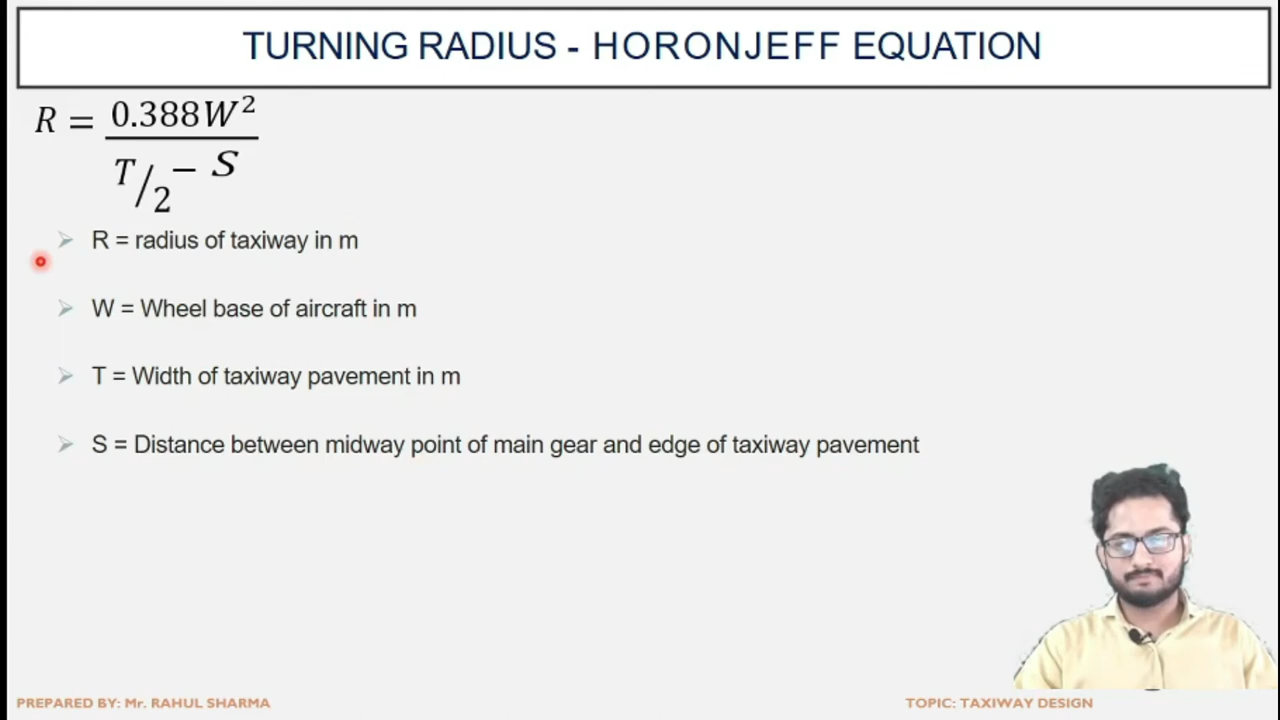 TURNING RADIUS - HORONJEFF EQUATION
R = 0.388W² / (T/2 − S)
R = radius of taxiway in m
W = Wheel base of aircraft in m
T = Width of taxiway pavement in m
S = Distance between midway point of main gear and edge of taxiway pavement
PREPARED BY: Mr. RAHUL SHARMA
TOPIC: TAXIWAY DESIGN